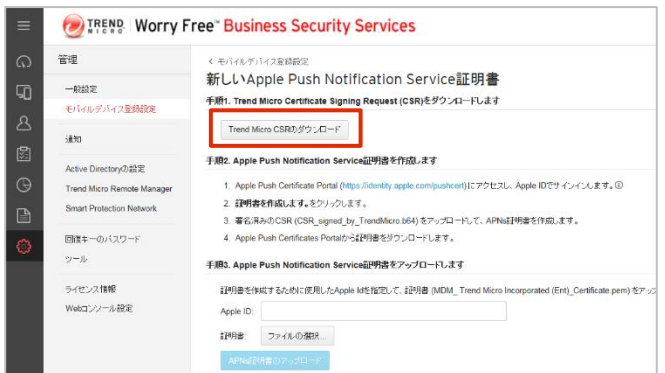 TREND MICRO Worry Free™ Business Security Services
管理
一般設定
モバイルデバイス登録設定
通知
Active Directoryの設定
Trend Micro Remote Manager
Smart Protection Network
回復キーのパスワード
ツール
ライセンス情報
Webコンソール設定
< モバイルデバイス登録設定
新しいApple Push Notification Service証明書
手順1. Trend Micro Certificate Signing Request (CSR)をダウンロードします
Trend Micro CSRのダウンロード
手順2. Apple Push Notification Service証明書を作成します
1. Apple Push Certificate Portal (https://identity.apple.com/pushcert)にアクセスし、Apple IDでサインインします。
2. 証明書を作成します。をクリックします。
3. 署名済みのCSR (CSR_signed_by_TrendMicro.b64) をアップロードして、APNs証明書を作成します。
4. Apple Push Certificates Portalから証明書をダウンロードします。
手順3. Apple Push Notification Service証明書をアップロードします
証明書を作成するために使用したApple Idを指定して、証明書 (MDM_ Trend Micro Incorporated (Ent)_Certificate.pem) をアップ
Apple ID:
証明書: ファイルの選択...
APNs証明書のアップロード